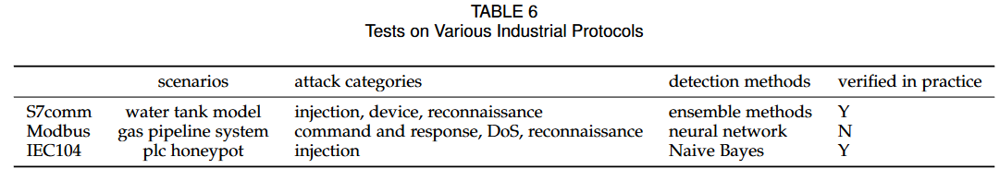 TABLE 6
Tests on Various Industrial Protocols
scenarios attack categories detection methods verified in practice
S7comm water tank model injection, device, reconnaissance ensemble methods Y
Modbus gas pipeline system command and response, DoS, reconnaissance neural network N
IEC104 plc honeypot injection Naive Bayes Y